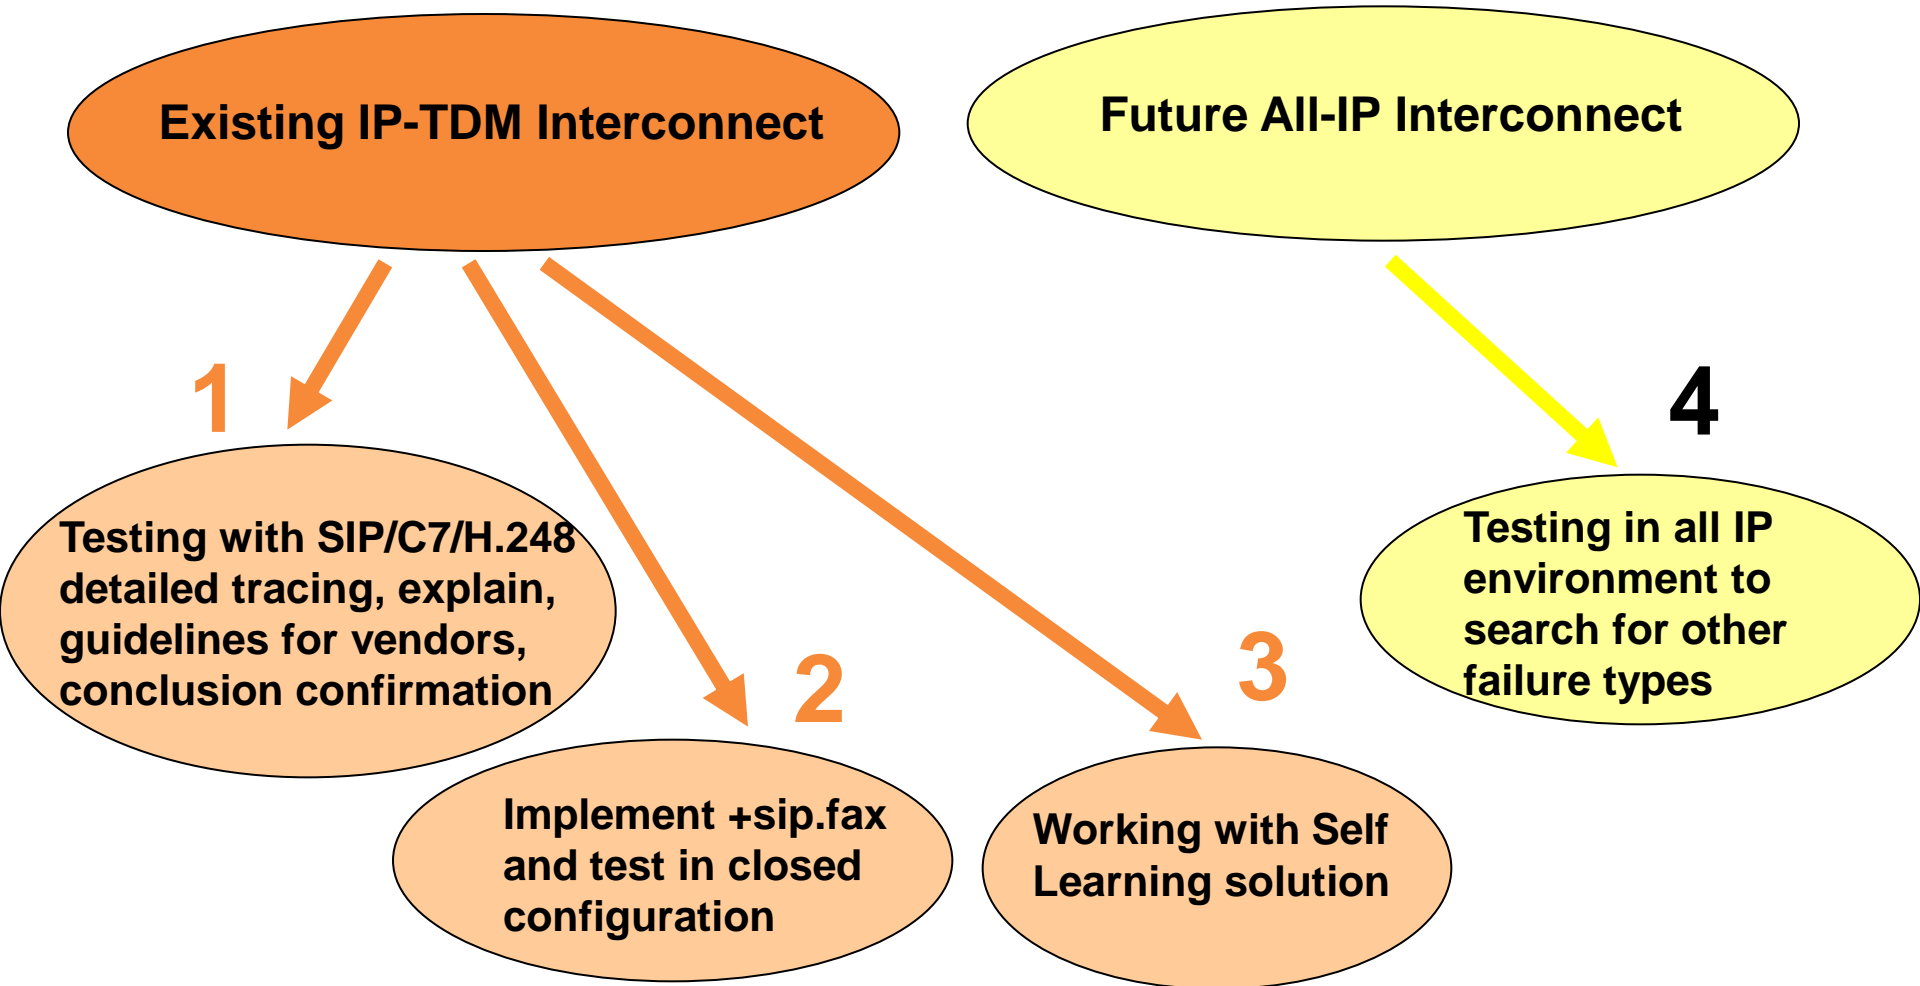 Existing IP-TDM Interconnect
Future All-IP Interconnect
1
Testing with SIP/C7/H.248
detailed tracing, explain,
guidelines for vendors,
conclusion confirmation
2
Implement +sip.fax
and test in closed
configuration
3
Working with Self
Learning solution
4
Testing in all IP
environment to
search for other
failure types